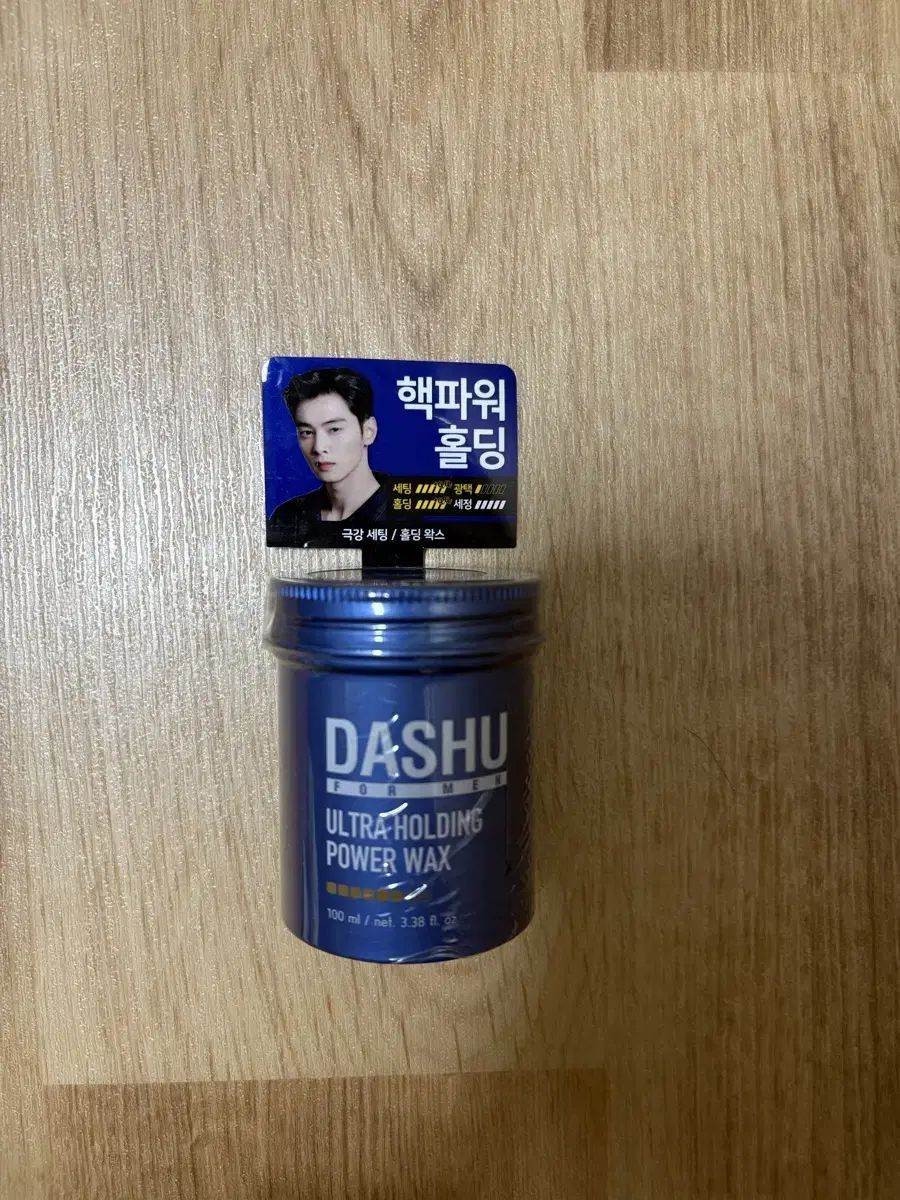 핵파워
홀딩
세팅 광택
홀딩 세정
극강 세팅 / 홀딩 왁스
DASHU
FOR MEN
ULTRA HOLDING
POWER WAX
100 ml / net. 3.38 fl. oz